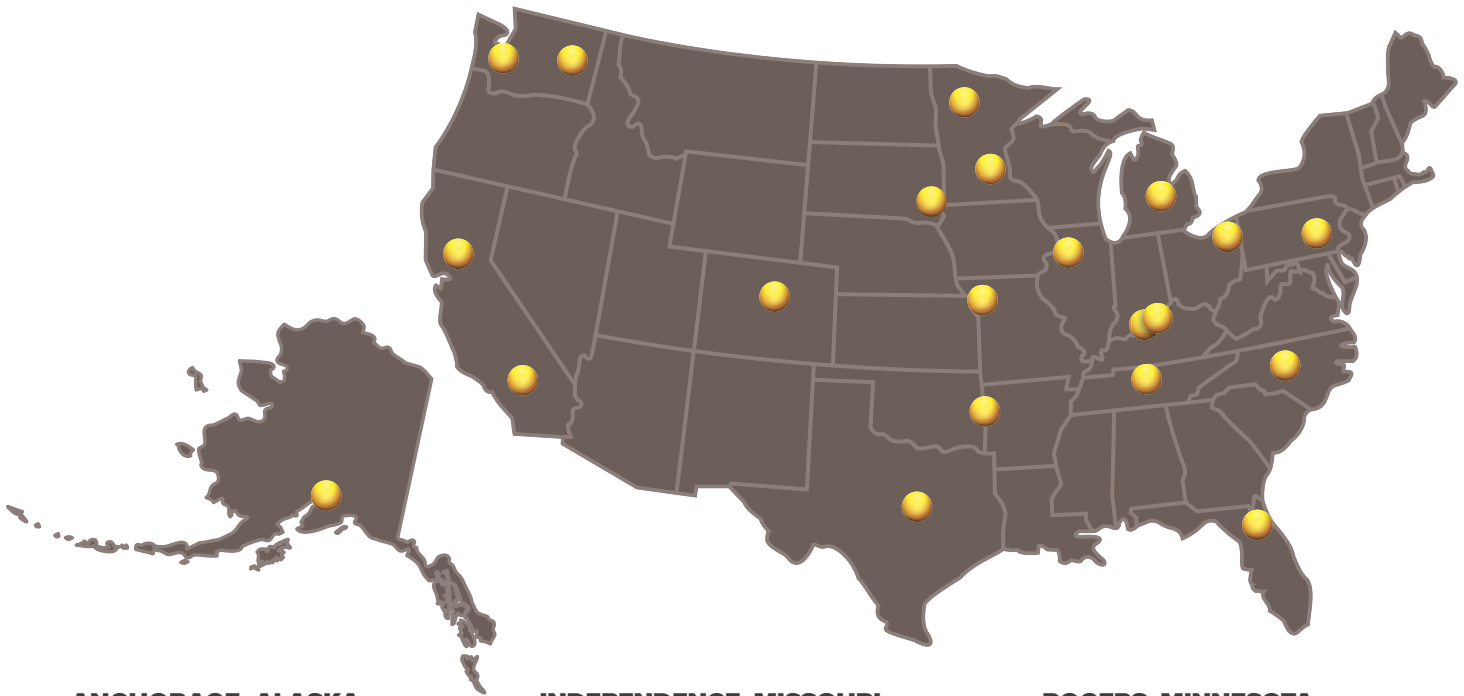 ANCHORAGE, ALASKA
INDEPENDENCE, MISSOURI
ROGERS, MINNESOTA